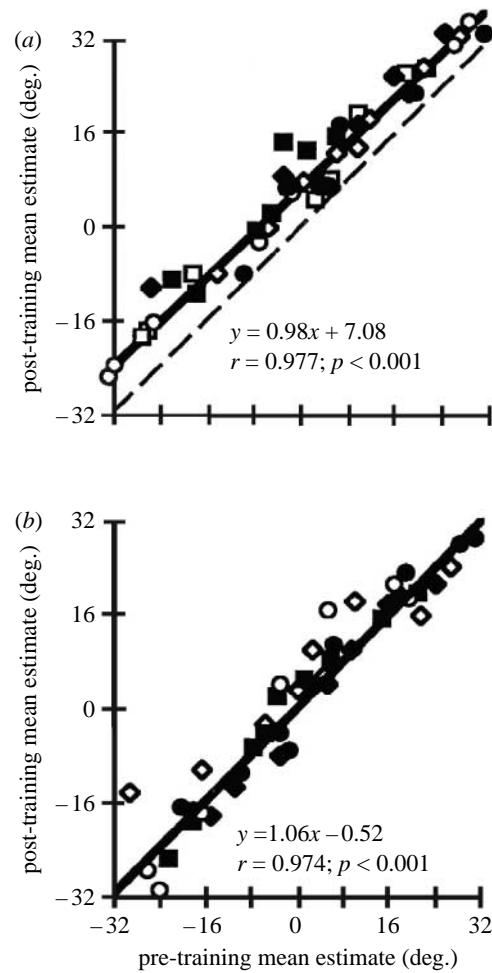 (a)
32
16
0
–16
–32
post-training mean estimate (deg.)
y = 0.98x + 7.08
r = 0.977; p < 0.001
(b)
32
16
0
–16
–32
post-training mean estimate (deg.)
y=1.06x–0.52
r = 0.974; p < 0.001
–32 –16 0 16 32
pre-training mean estimate (deg.)